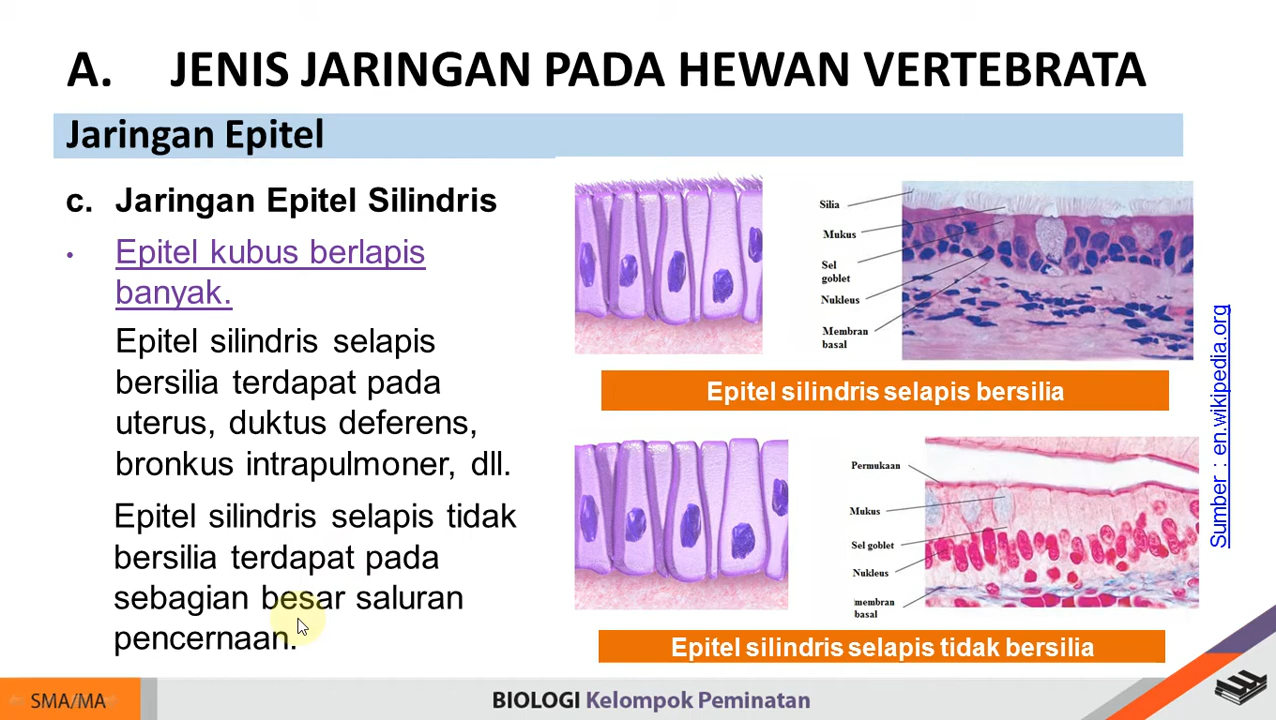 A. JENIS JARINGAN PADA HEWAN VERTEBRATA
Jaringan Epitel
c. Jaringan Epitel Silindris
• Epitel kubus berlapis
banyak.
Epitel silindris selapis
bersilia terdapat pada
uterus, duktus deferens,
bronkus intrapulmoner, dll.
Epitel silindris selapis tidak
bersilia terdapat pada
sebagian besar saluran
pencernaan.
Silia
Mukus
Sel
goblet
Nukleus
Membran
basal
Epitel silindris selapis bersilia
Permukaan
Mukus
Sel goblet
Nukleus
membran
basal
Epitel silindris selapis tidak bersilia
Sumber : en.wikipedia.org
SMA/MA
BIOLOGI Kelompok Peminatan